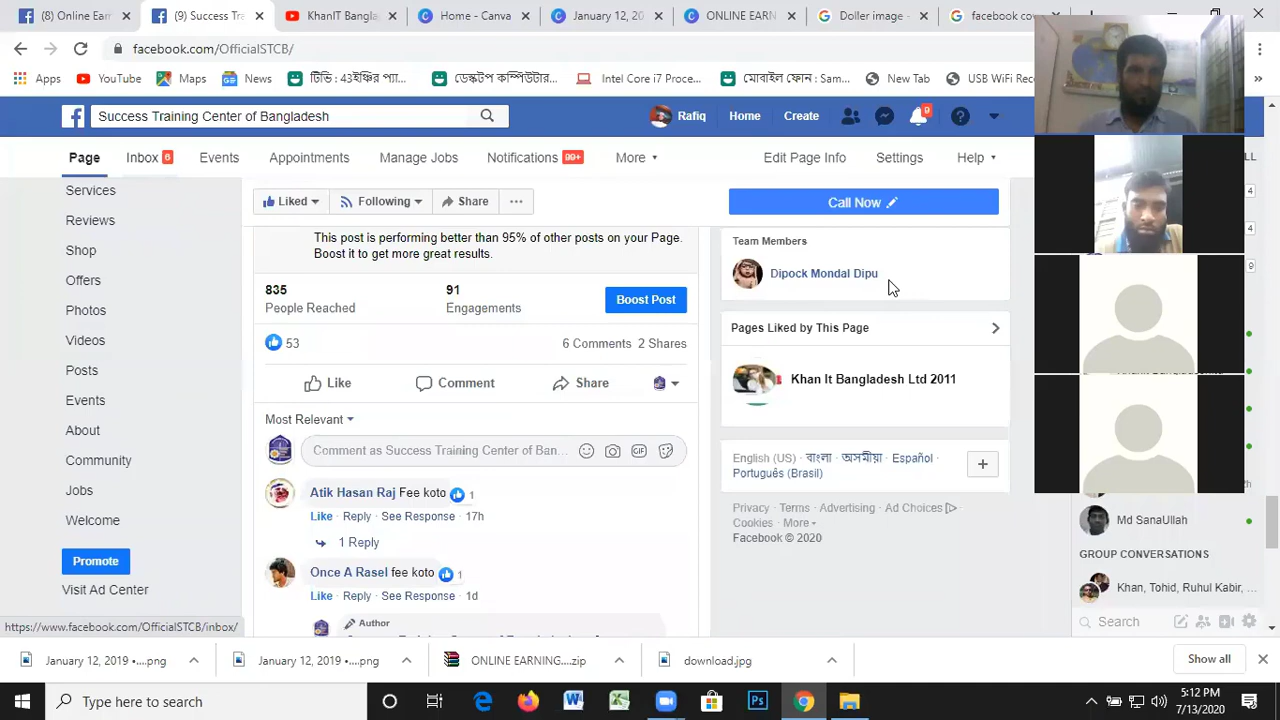 (8) Online Earni
(9) Success Tra
KhanIT Bangla
Home - Canva
January 12, 20
ONLINE EARN
Doller image -
facebook cov
facebook.com/OfficialSTCB/
Apps
YouTube
Maps
News
টিভি : 43ইঞ্চির প্যা...
ডেস্কটপ কম্পিউটার...
Intel Core i7 Proce...
মোবাইল ফোন : Sam...
New Tab
USB WiFi Rec
Success Training Center of Bangladesh
Rafiq
Home
Create
9
Page
Inbox 6
Events
Appointments
Manage Jobs
Notifications 99+
More
Edit Page Info
Settings
Help
Services
Reviews
Shop
Offers
Photos
Videos
Posts
Events
About
Community
Jobs
Welcome
Promote
Visit Ad Center
https://www.facebook.com/OfficialSTCB/inbox/
Liked
Following
Share
...
Call Now
This post is performing better than 95% of other posts on your Page.
Boost it to get more great results.
835
People Reached
91
Engagements
Boost Post
53
6 Comments 2 Shares
Like
Comment
Share
Most Relevant
Comment as Success Training Center of Ban...
GIF
Atik Hasan Raj Fee koto 1
Like · Reply · See Response · 17h
1 Reply
Once A Rasel fee koto 1
Like · Reply · See Response · 1d
Author
Team Members
Dipock Mondal Dipu
Pages Liked by This Page
Khan It Bangladesh Ltd 2011
English (US) · বাংলা · অসমীয়া · Español ·
Português (Brasil)
Privacy · Terms · Advertising · Ad Choices ·
Cookies · More
Facebook © 2020
4
4
9
Md SanaUllah
GROUP CONVERSATIONS
Khan, Tohid, Ruhul Kabir, ...
Search
January 12, 2019 •....png
January 12, 2019 •....png
ONLINE EARNING....zip
download.jpg
Show all
Type here to search
5:12 PM
7/13/2020